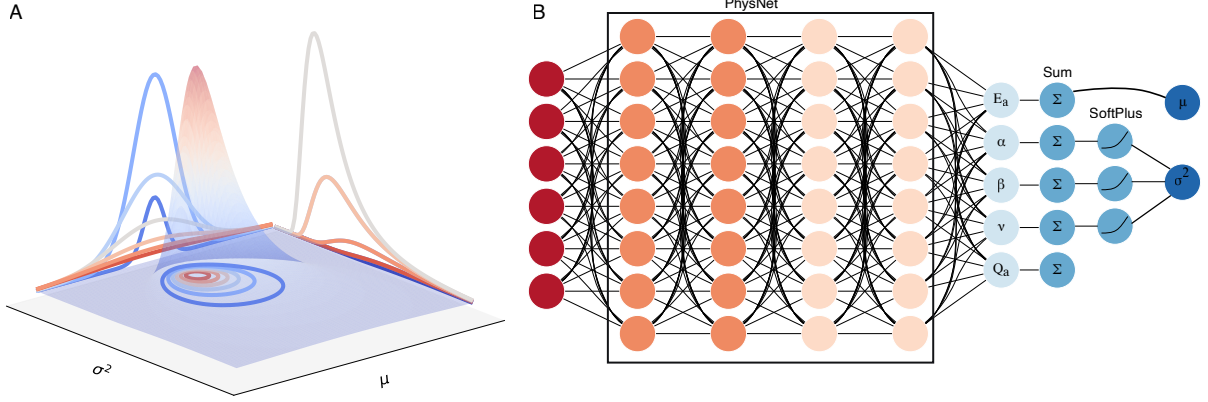 A
σ²
μ
B
PhysNet
Sum
SoftPlus
Eₐ
Σ
μ
α
Σ
β
Σ
σ²
ν
Σ
Qₐ
Σ